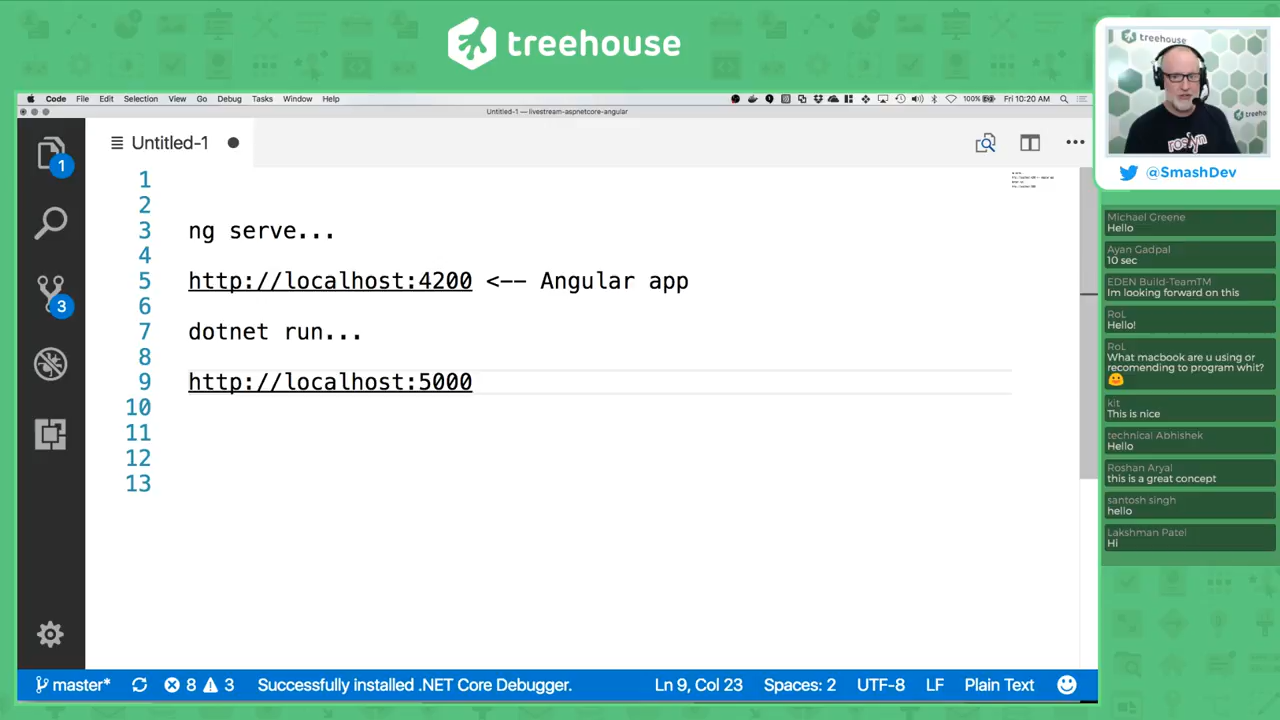 treehouse
Code File Edit Selection View Go Debug Tasks Window Help
100% Fri 10:20 AM
Untitled-1 — livestream-aspnetcore-angular
Untitled-1
1
1
2
3 ng serve...
4
5 http://localhost:4200 <-- Angular app
6
7 dotnet run...
8
9 http://localhost:5000
10
11
12
13
3
master* 8 3 Successfully installed .NET Core Debugger. Ln 9, Col 23 Spaces: 2 UTF-8 LF Plain Text
treehouse
roslyn
@SmashDev
Michael Greene
Hello
Ayan Gadpal
10 sec
EDEN Build-TeamTM
Im looking forward on this
RoL
Hello!
RoL
What macbook are u using or
recomending to program whit?
kit
This is nice
technical Abhishek
Hello
Roshan Aryal
this is a great concept
santosh singh
hello
Lakshman Patel
Hi